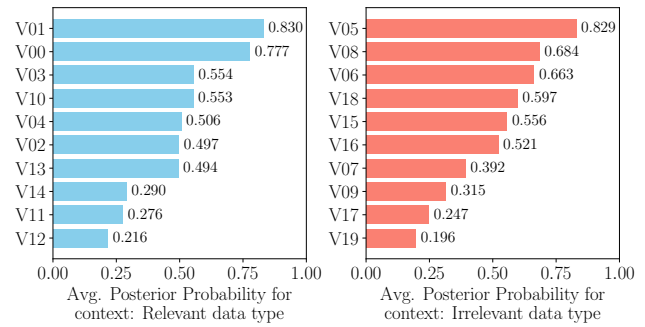 V01 0.830
V00 0.777
V03 0.554
V10 0.553
V04 0.506
V02 0.497
V13 0.494
V14 0.290
V11 0.276
V12 0.216
0.00 0.25 0.50 0.75 1.00
Avg. Posterior Probability for
context: Relevant data type
V05 0.829
V08 0.684
V06 0.663
V18 0.597
V15 0.556
V16 0.521
V07 0.392
V09 0.315
V17 0.247
V19 0.196
0.00 0.25 0.50 0.75 1.00
Avg. Posterior Probability for
context: Irrelevant data type